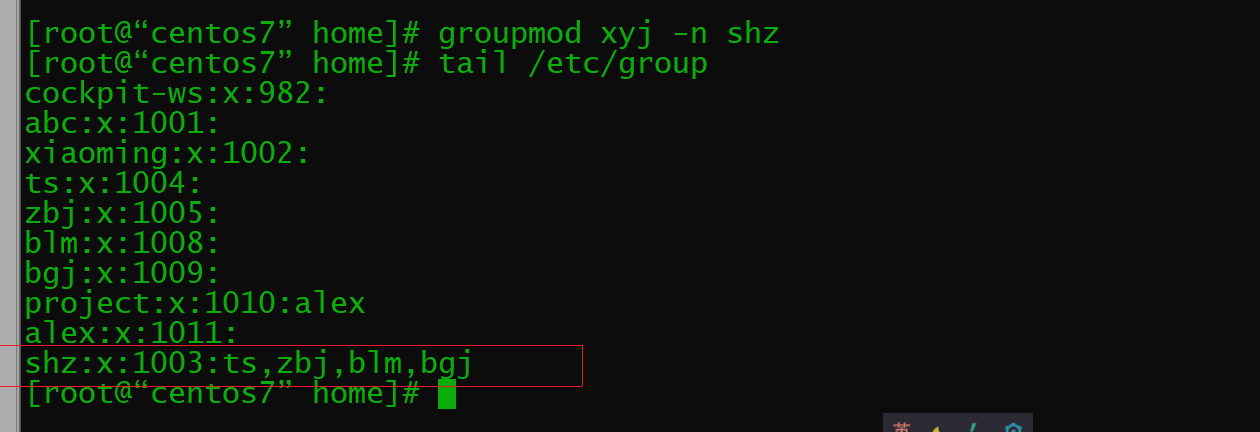 [root@“centos7” home]# groupmod xyj -n shz
[root@“centos7” home]# tail /etc/group
cockpit-ws:x:982:
abc:x:1001:
xiaoming:x:1002:
ts:x:1004:
zbj:x:1005:
blm:x:1008:
bgj:x:1009:
project:x:1010:alex
alex:x:1011:
shz:x:1003:ts,zbj,blm,bgj
[root@“centos7” home]#
英